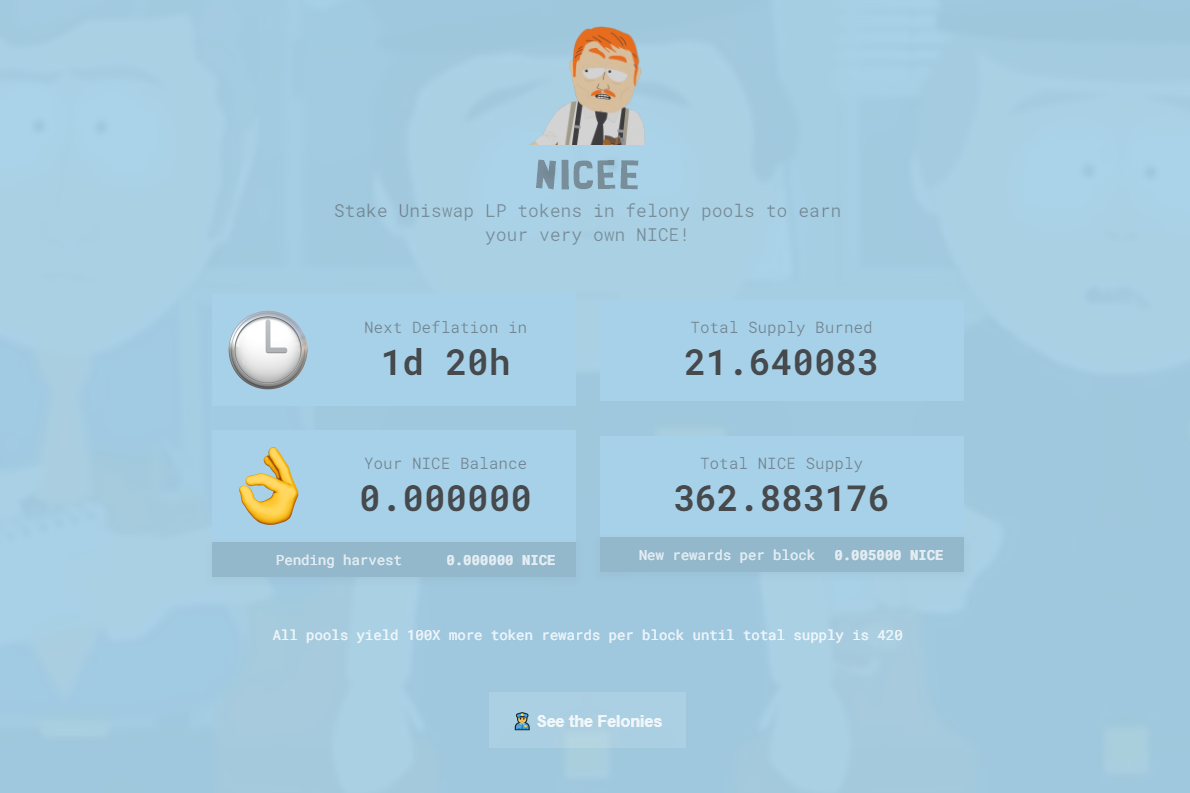 NICEE
Stake Uniswap LP tokens in felony pools to earn
your very own NICE!
Next Deflation in
1d 20h
Total Supply Burned
21.640083
Your NICE Balance
0.000000
Pending harvest 0.000000 NICE
Total NICE Supply
362.883176
New rewards per block 0.005000 NICE
All pools yield 100X more token rewards per block until total supply is 420
See the Felonies